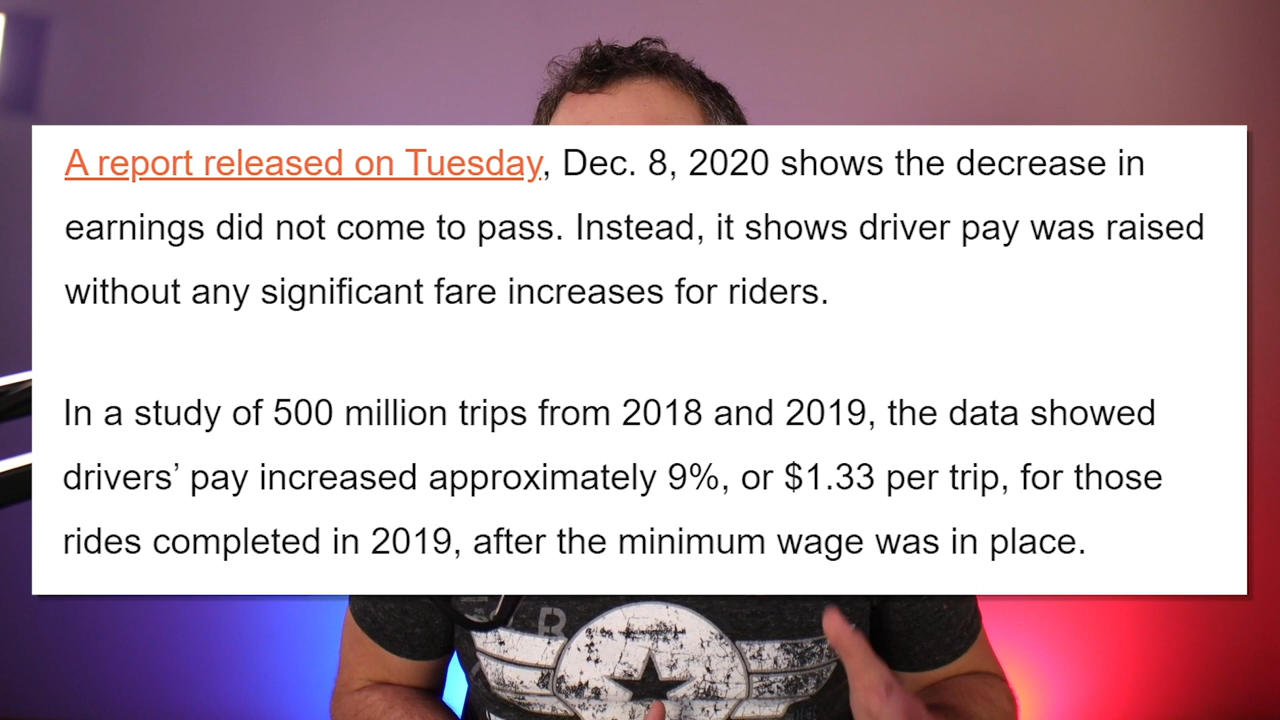 A report released on Tuesday, Dec. 8, 2020 shows the decrease in
earnings did not come to pass. Instead, it shows driver pay was raised
without any significant fare increases for riders.
In a study of 500 million trips from 2018 and 2019, the data showed
drivers’ pay increased approximately 9%, or $1.33 per trip, for those
rides completed in 2019, after the minimum wage was in place.